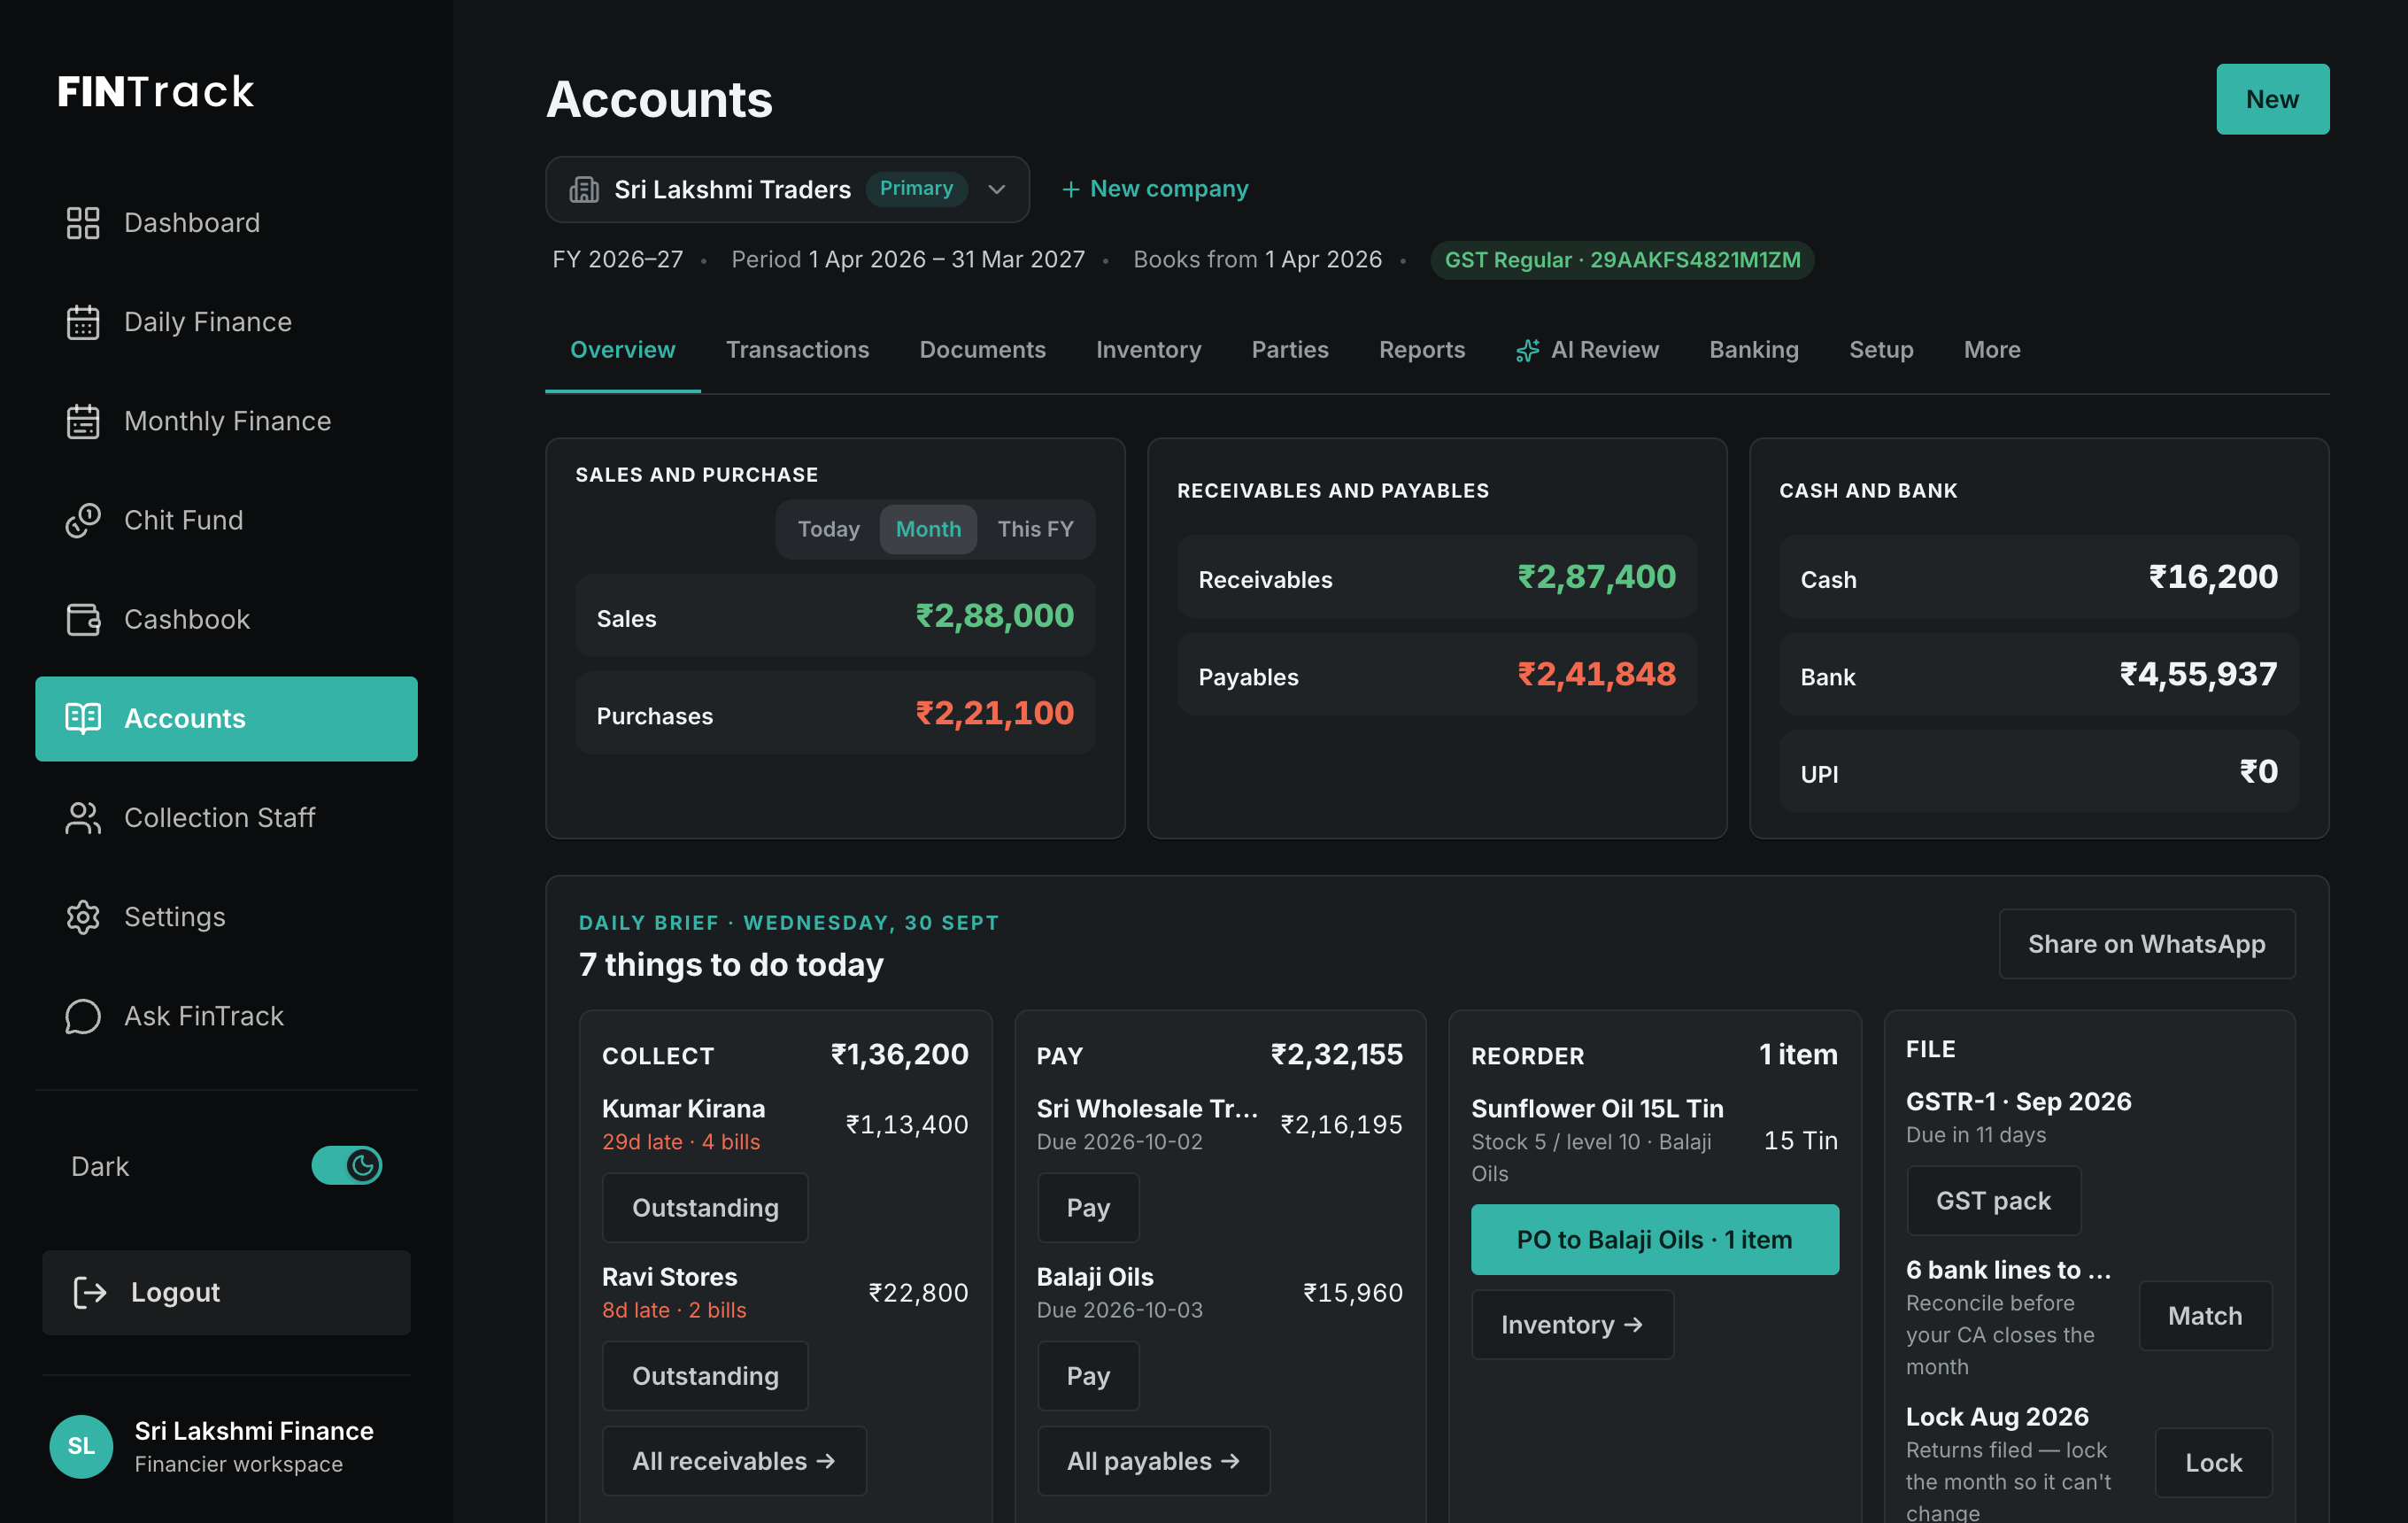 FINTrack
Dashboard
Daily Finance
Monthly Finance
Chit Fund
Cashbook
Accounts
Collection Staff
Settings
Ask FinTrack
Dark
Logout
SL
Sri Lakshmi Finance
Financier workspace
Accounts
New
Sri Lakshmi Traders Primary
+ New company
FY 2026–27 • Period 1 Apr 2026 – 31 Mar 2027 • Books from 1 Apr 2026 • GST Regular · 29AAKFS4821M1ZM
Overview Transactions Documents Inventory Parties Reports AI Review Banking Setup More
SALES AND PURCHASE
Today Month This FY
Sales ₹2,88,000
Purchases ₹2,21,100
RECEIVABLES AND PAYABLES
Receivables ₹2,87,400
Payables ₹2,41,848
CASH AND BANK
Cash ₹16,200
Bank ₹4,55,937
UPI ₹0
DAILY BRIEF · WEDNESDAY, 30 SEPT
7 things to do today
Share on WhatsApp
COLLECT ₹1,36,200
Kumar Kirana ₹1,13,400
29d late · 4 bills
Outstanding
Ravi Stores ₹22,800
8d late · 2 bills
Outstanding
All receivables →
PAY ₹2,32,155
Sri Wholesale Tr... ₹2,16,195
Due 2026-10-02
Pay
Balaji Oils ₹15,960
Due 2026-10-03
Pay
All payables →
REORDER 1 item
Sunflower Oil 15L Tin
Stock 5 / level 10 · Balaji 15 Tin
Oils
PO to Balaji Oils · 1 item
Inventory →
FILE
GSTR-1 · Sep 2026
Due in 11 days
GST pack
6 bank lines to ...
Reconcile before
your CA closes the
month
Match
Lock Aug 2026
Returns filed — lock
the month so it can't
change
Lock